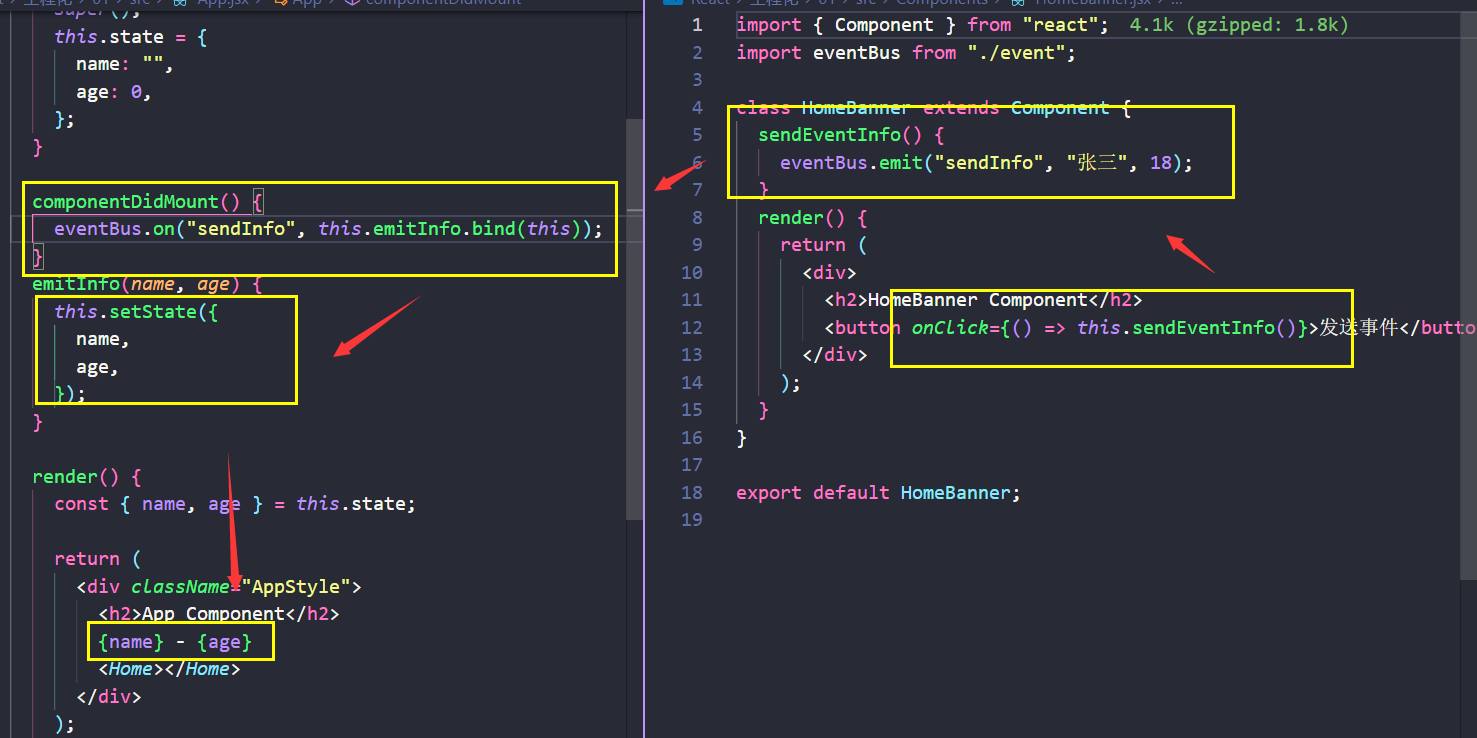 App.jsx > App > componentDidMount
super();
this.state = {
name: "",
age: 0,
};
}
componentDidMount() {
eventBus.on("sendInfo", this.emitInfo.bind(this));
}
emitInfo(name, age) {
this.setState({
name,
age,
});
}
render() {
const { name, age } = this.state;
return (
<div className="AppStyle">
<h2>App Component</h2>
{name} - {age}
<Home></Home>
</div>
);
React > 工程化 > 01 > src > Components > HomeBanner.jsx > ...
1 import { Component } from "react"; 4.1k (gzipped: 1.8k)
2 import eventBus from "./event";
3
4 class HomeBanner extends Component {
5 sendEventInfo() {
6 eventBus.emit("sendInfo", "张三", 18);
7 }
8 render() {
9 return (
10 <div>
11 <h2>HomeBanner Component</h2>
12 <button onClick={() => this.sendEventInfo()}>发送事件</butto
13 </div>
14 );
15 }
16 }
17
18 export default HomeBanner;
19